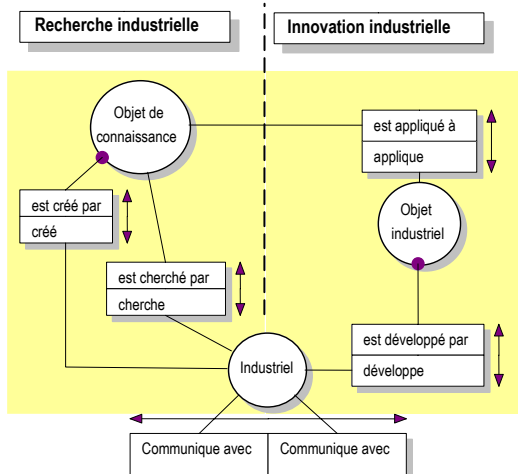 Recherche industrielle
Innovation industrielle
Objet de
connaissance
est appliqué à
applique
est créé par
créé
Objet
industriel
est cherché par
cherche
est développé par
développe
Industriel
Communique avec
Communique avec